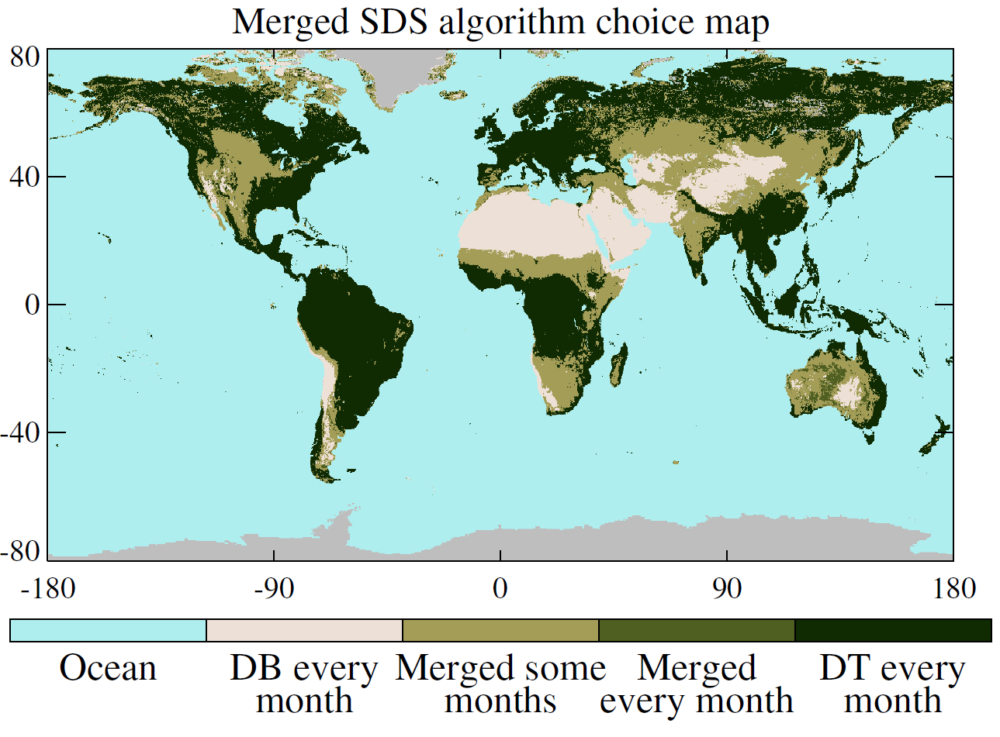 Merged SDS algorithm choice map
80
40
0
-40
-80
-180 -90 0 90 180
Ocean DB every month Merged some months Merged every month DT every month